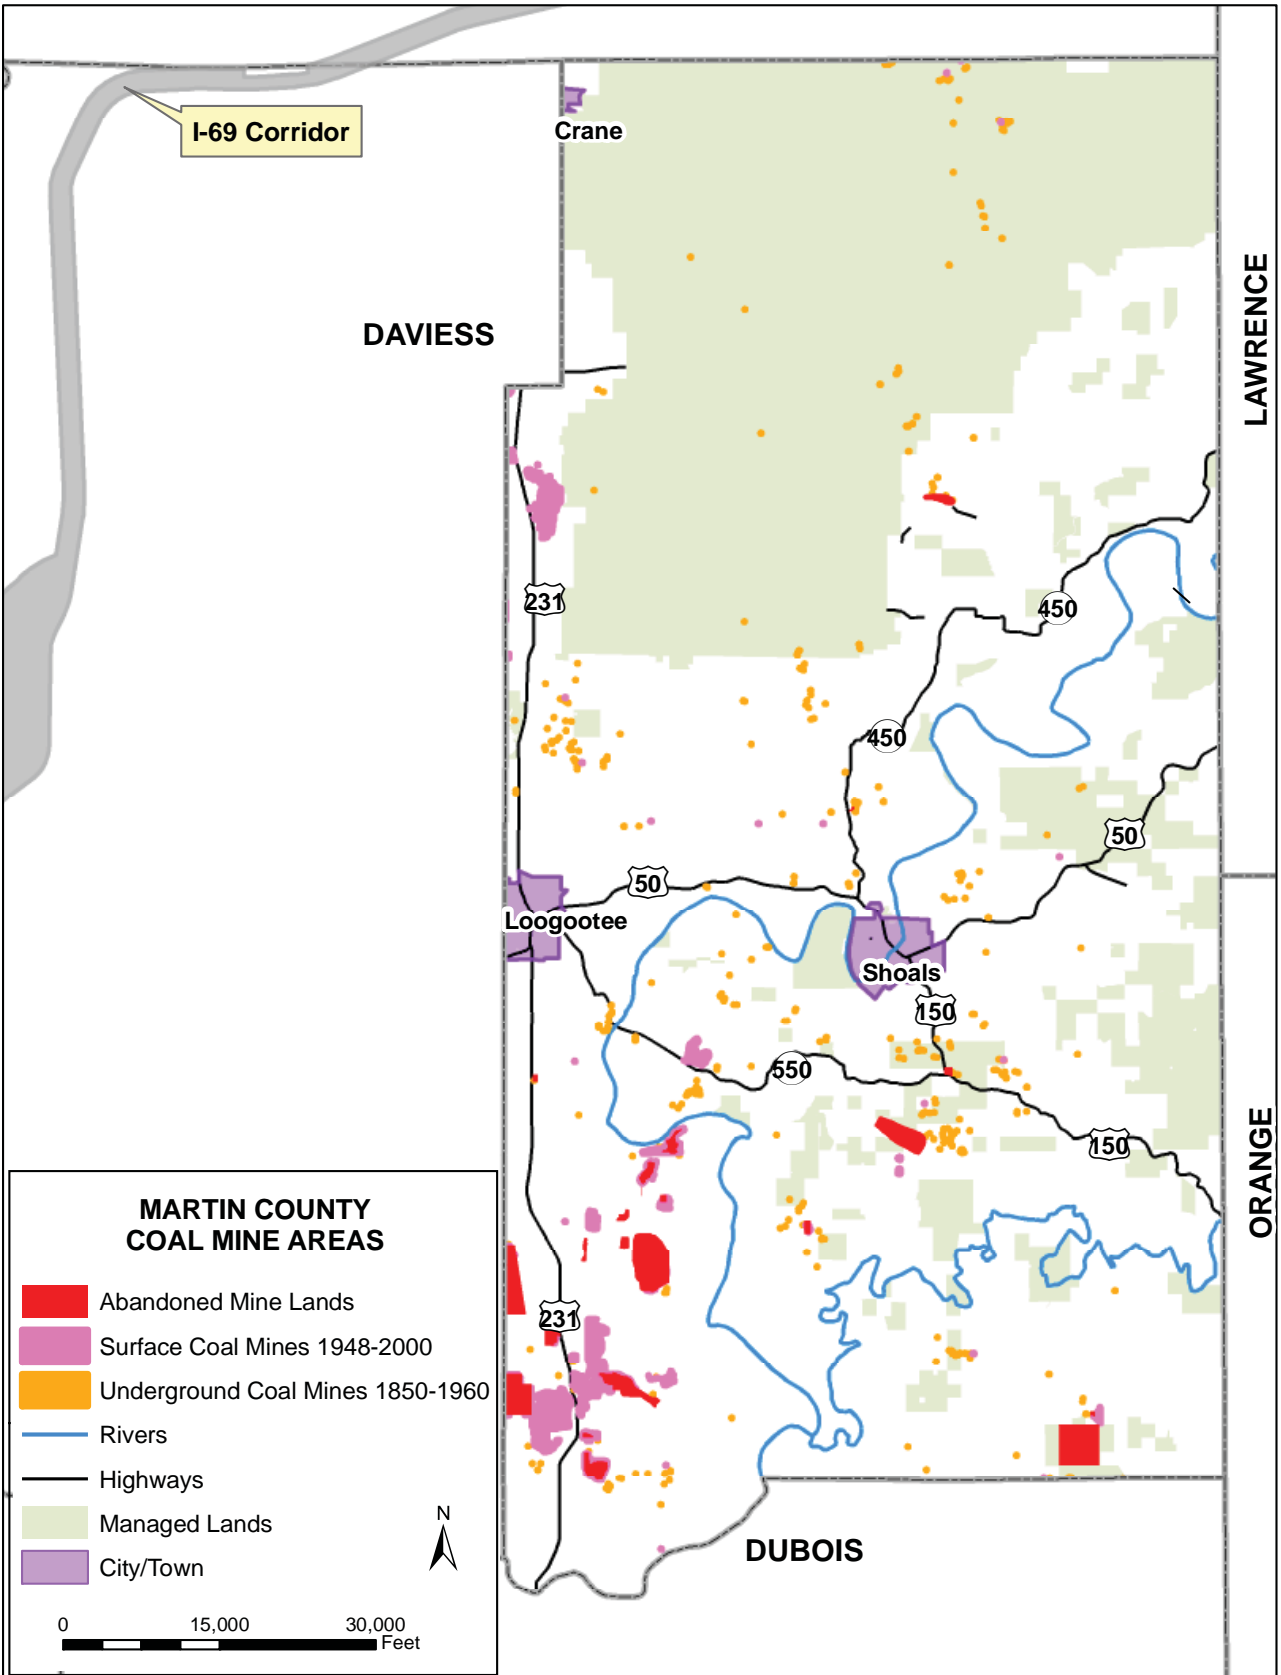 I-69 Corridor
Crane
DAVIESS
LAWRENCE
231
450
450
50
50
Loogootee
Shoals
150
550
150
ORANGE
MARTIN COUNTY
COAL MINE AREAS
Abandoned Mine Lands
Surface Coal Mines 1948-2000
231
Underground Coal Mines 1850-1960
Rivers
Highways
Managed Lands
City/Town
N
DUBOIS
0 15,000 30,000
Feet